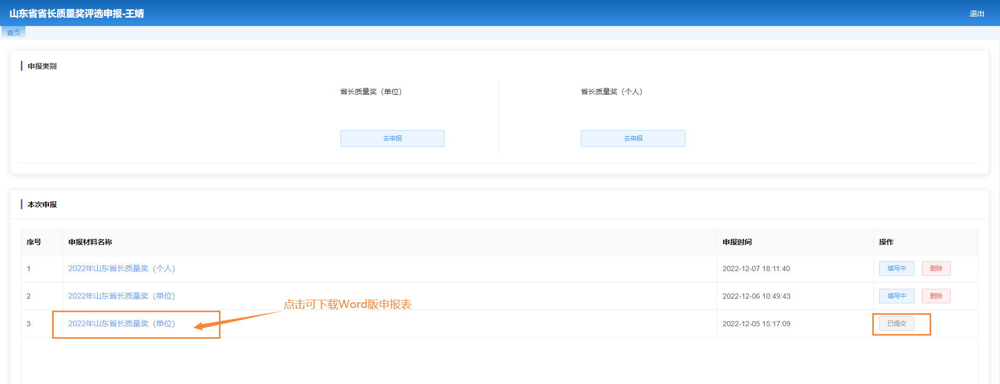 山东省省长质量奖评选申报-王婧
退出
首页
申报类别
省长质量奖（单位）
省长质量奖（个人）
去申报
去申报
本次申报
序号 申报材料名称 申报时间 操作
1 2022年山东省长质量奖（个人） 2022-12-07 18:11:40 填写中 删除
2 2022年山东省长质量奖（单位） 2022-12-06 10:49:43 填写中 删除
点击可下载Word版申报表
3 2022年山东省长质量奖（单位） 2022-12-05 15:17:09 已提交